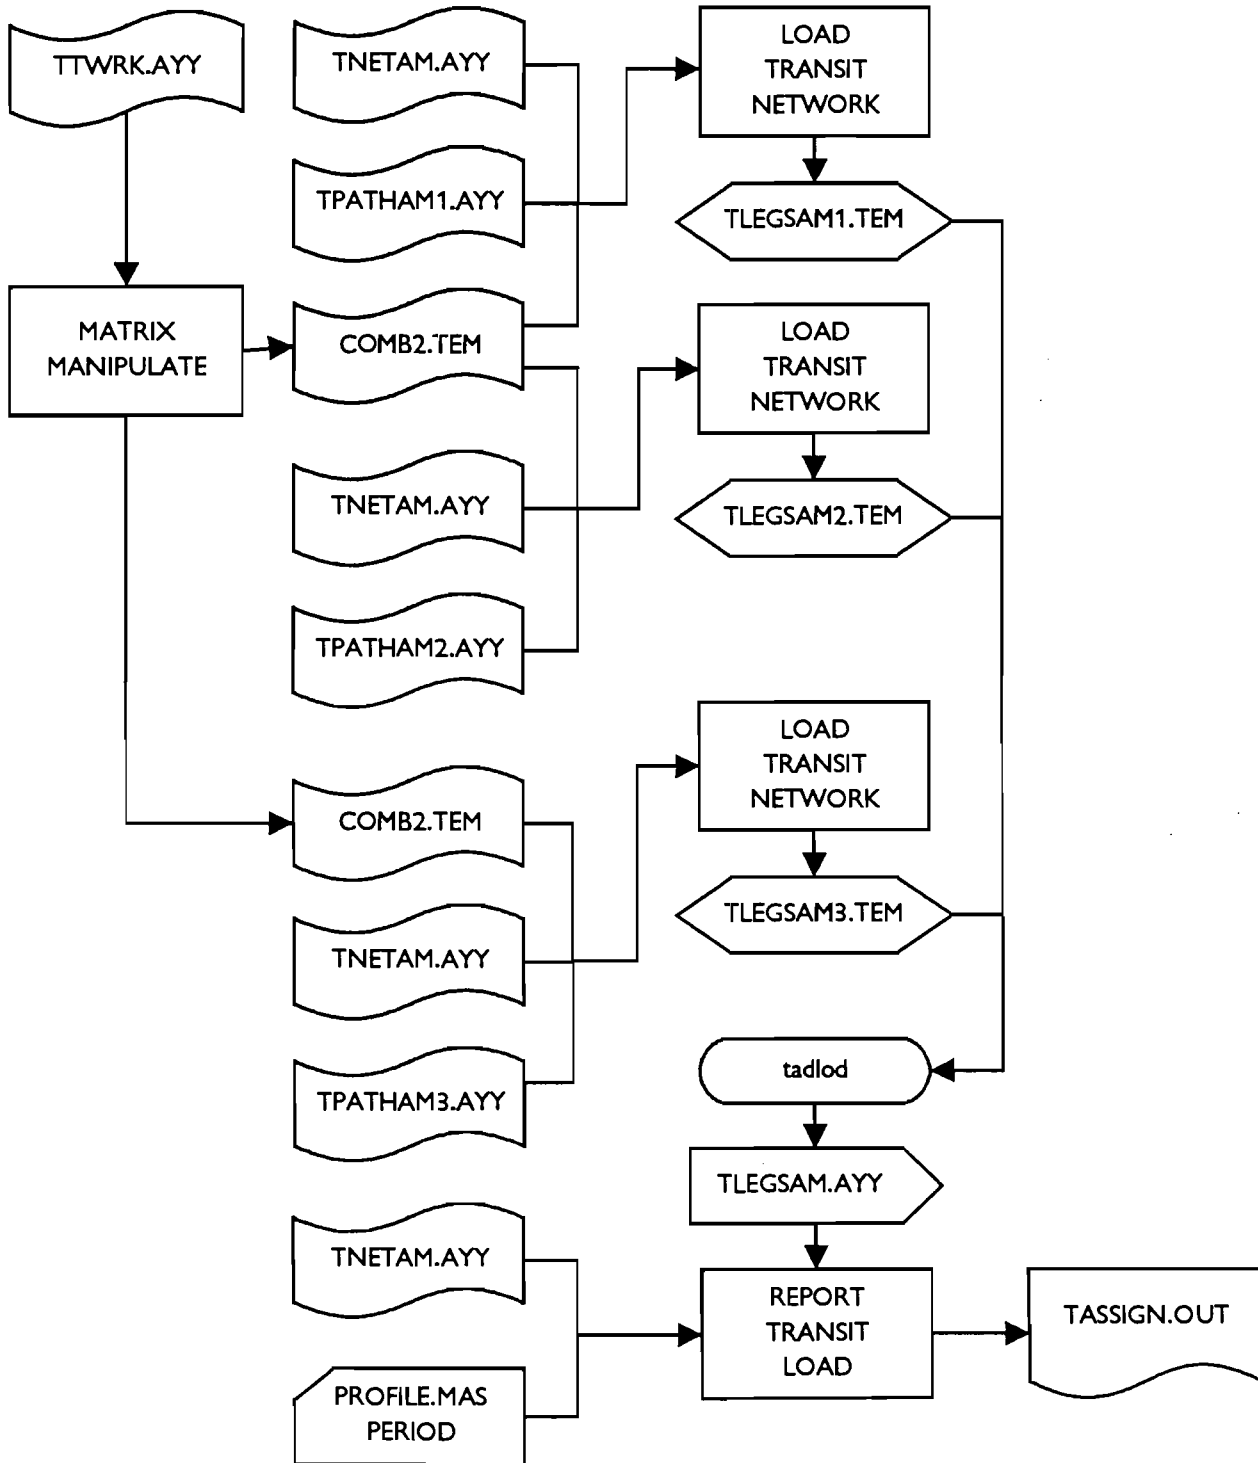 TTWRK.AYY
TNETAM.AYY
LOAD
TRANSIT
NETWORK
TPATHAM1.AYY
TLEGSAM1.TEM
MATRIX
MANIPULATE
COMB2.TEM
LOAD
TRANSIT
NETWORK
TNETAM.AYY
TLEGSAM2.TEM
TPATHAM2.AYY
LOAD
TRANSIT
NETWORK
COMB2.TEM
TLEGSAM3.TEM
TNETAM.AYY
TPATHAM3.AYY
tadlod
TLEGSAM.AYY
TNETAM.AYY
REPORT
TRANSIT
LOAD
TASSIGN.OUT
PROFILE.MAS
PERIOD